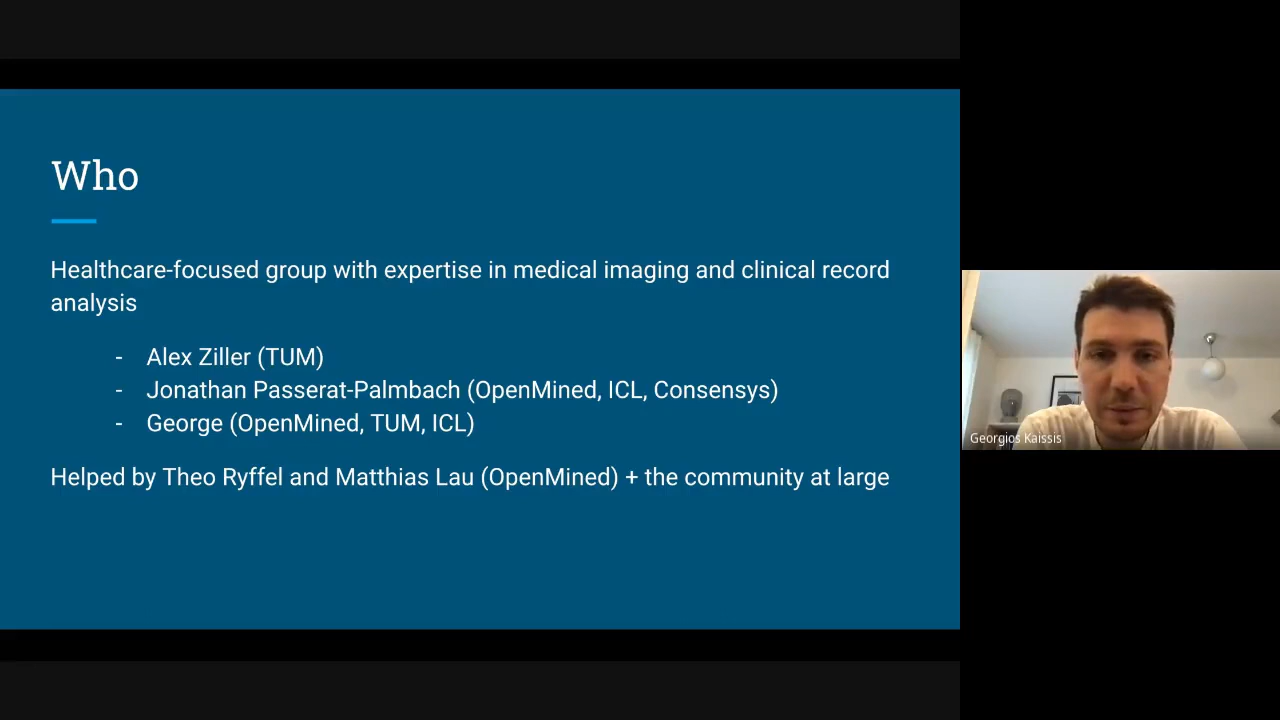 Who
Healthcare-focused group with expertise in medical imaging and clinical record
analysis
- Alex Ziller (TUM)
- Jonathan Passerat-Palmbach (OpenMined, ICL, Consensys)
- George (OpenMined, TUM, ICL)
Helped by Theo Ryffel and Matthias Lau (OpenMined) + the community at large
Georgios Kaissis